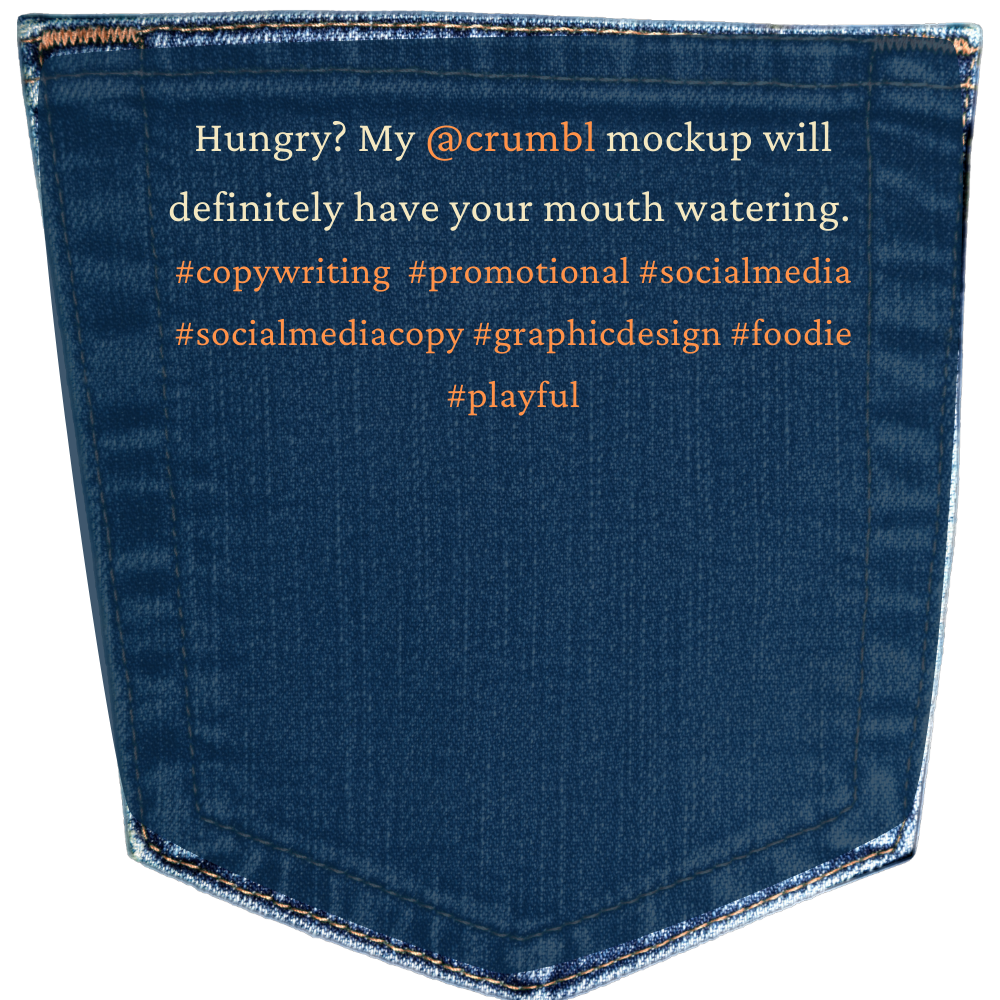 Hungry? My @crumbl mockup will
definitely have your mouth watering.
#copywriting #promotional #socialmedia
#socialmediacopy #graphicdesign #foodie
#playful